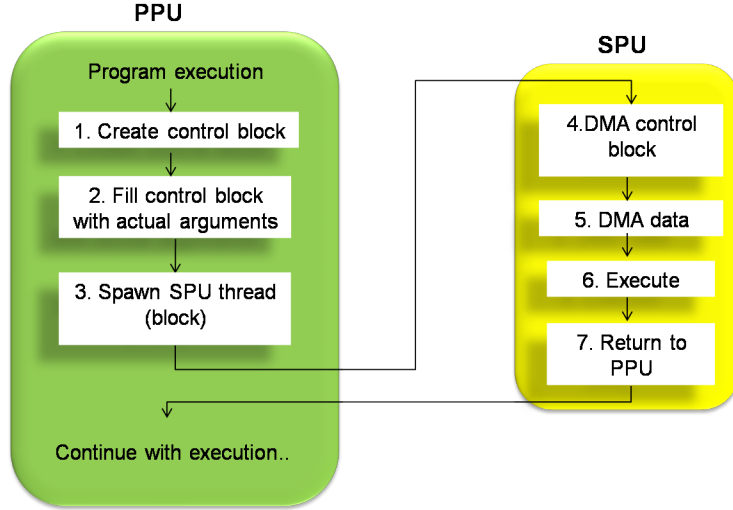 PPU
Program execution
1. Create control block
2. Fill control block
with actual arguments
3. Spawn SPU thread
(block)
Continue with execution..
SPU
4.DMA control
block
5. DMA data
6. Execute
7. Return to
PPU